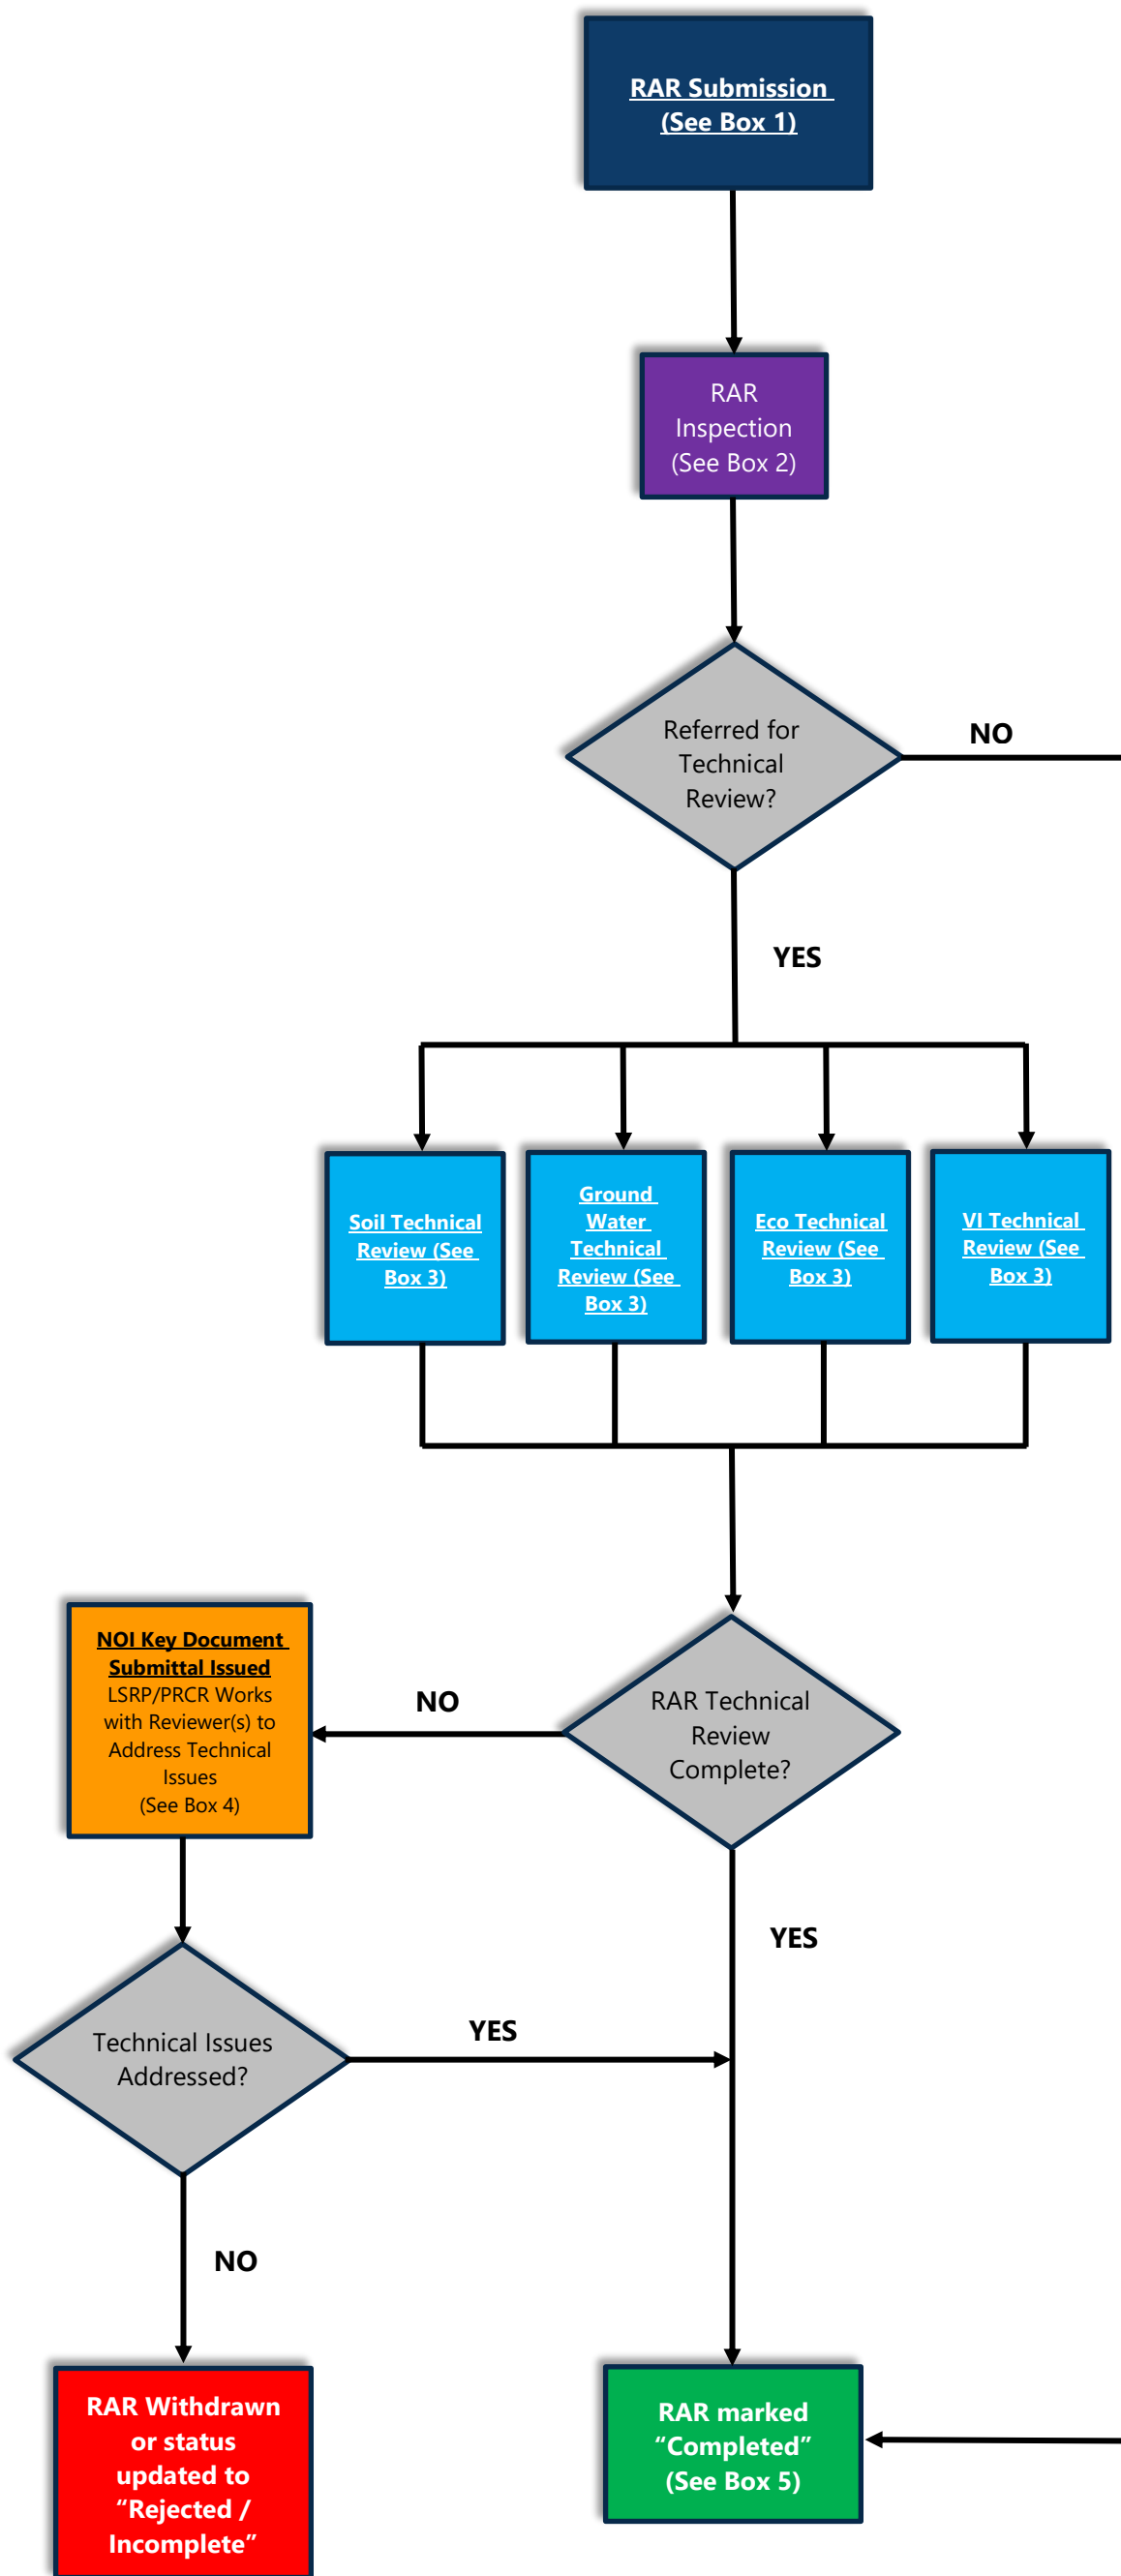 RAR Submission
(See Box 1)
RAR
Inspection
(See Box 2)
Referred for
Technical
Review?
NO
YES
Soil Technical
Review (See
Box 3)
Ground
Water
Technical
Review (See
Box 3)
Eco Technical
Review (See
Box 3)
VI Technical
Review (See
Box 3)
NOI Key Document
Submittal Issued
LSRP/PRCR Works
with Reviewer(s) to
Address Technical
Issues
(See Box 4)
NO
RAR Technical
Review
Complete?
YES
Technical Issues
Addressed?
YES
NO
RAR Withdrawn
or status
updated to
“Rejected /
Incomplete”
RAR marked
“Completed”
(See Box 5)